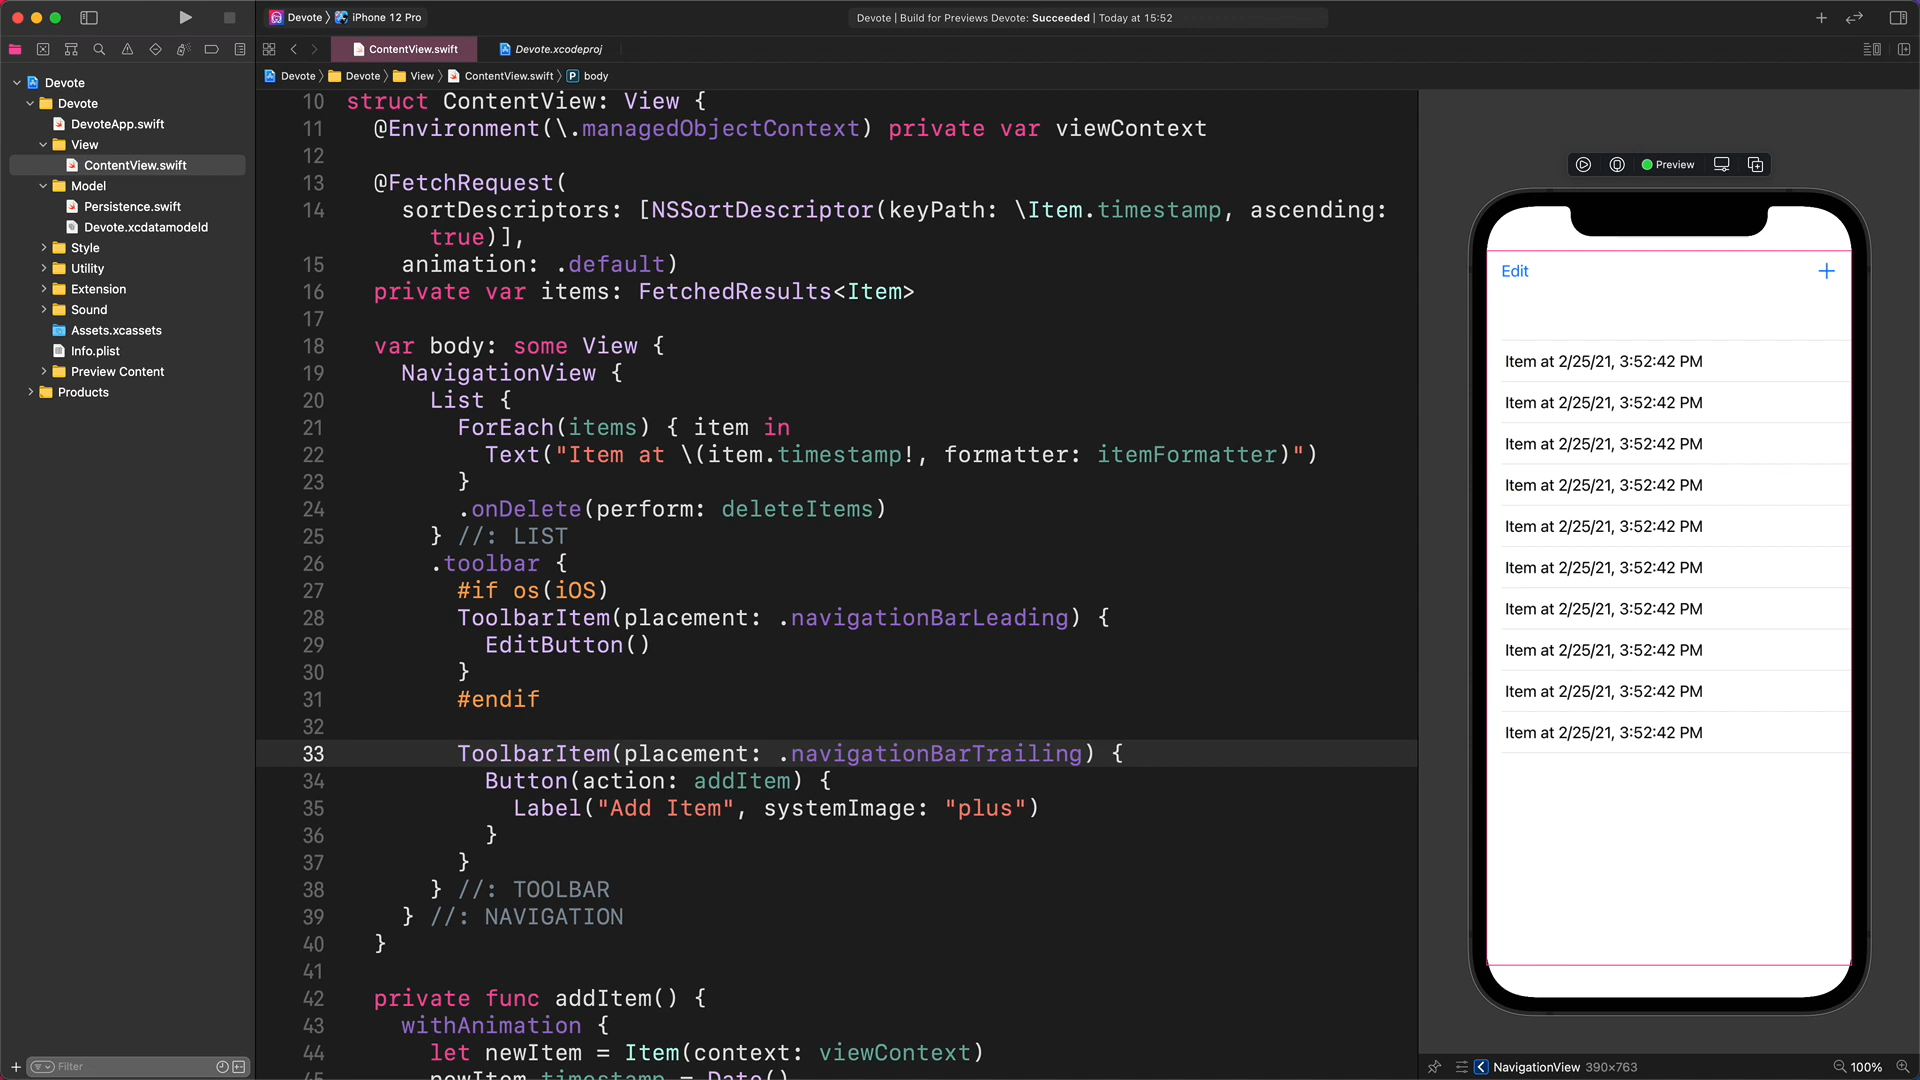 Devote
iPhone 12 Pro
Devote | Build for Previews Devote: Succeeded | Today at 15:52
ContentView.swift
Devote.xcodeproj
Devote
Devote
View
ContentView.swift
P body
Devote
Devote
DevoteApp.swift
View
ContentView.swift
Model
Persistence.swift
Devote.xcdatamodeld
Style
Utility
Extension
Sound
Assets.xcassets
Info.plist
Preview Content
Products
Filter
10 struct ContentView: View {
11 @Environment(\.managedObjectContext) private var viewContext
12
13 @FetchRequest(
14 sortDescriptors: [NSSortDescriptor(keyPath: \Item.timestamp, ascending:
true)],
15 animation: .default)
16 private var items: FetchedResults<Item>
17
18 var body: some View {
19 NavigationView {
20 List {
21 ForEach(items) { item in
22 Text("Item at \(item.timestamp!, formatter: itemFormatter)")
23 }
24 .onDelete(perform: deleteItems)
25 } //: LIST
26 .toolbar {
27 #if os(iOS)
28 ToolbarItem(placement: .navigationBarLeading) {
29 EditButton()
30 }
31 #endif
32
33 ToolbarItem(placement: .navigationBarTrailing) {
34 Button(action: addItem) {
35 Label("Add Item", systemImage: "plus")
36 }
37 }
38 } //: TOOLBAR
39 } //: NAVIGATION
40 }
41
42 private func addItem() {
43 withAnimation {
44 let newItem = Item(context: viewContext)
45 newItem.timestamp = Date()
Preview
Edit
Item at 2/25/21, 3:52:42 PM
Item at 2/25/21, 3:52:42 PM
Item at 2/25/21, 3:52:42 PM
Item at 2/25/21, 3:52:42 PM
Item at 2/25/21, 3:52:42 PM
Item at 2/25/21, 3:52:42 PM
Item at 2/25/21, 3:52:42 PM
Item at 2/25/21, 3:52:42 PM
Item at 2/25/21, 3:52:42 PM
Item at 2/25/21, 3:52:42 PM
NavigationView 390×763
100%